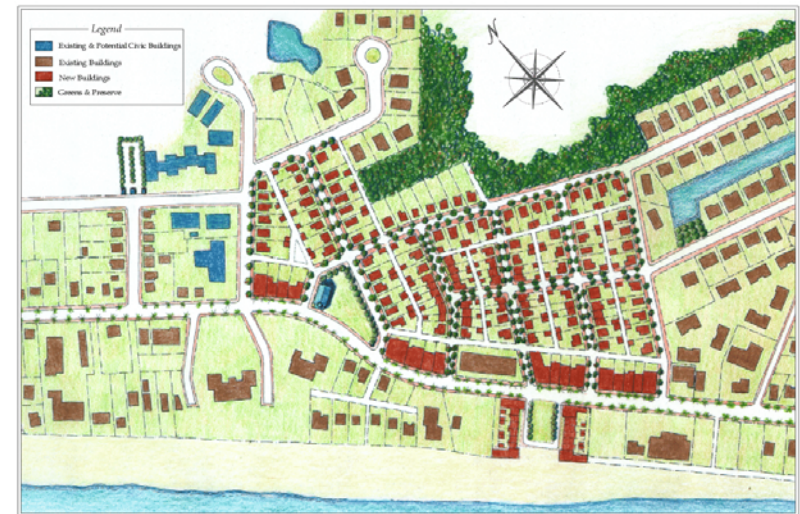 Legend
Existing & Potential Civic Buildings
Existing Buildings
New Buildings
Greens & Preserve
N